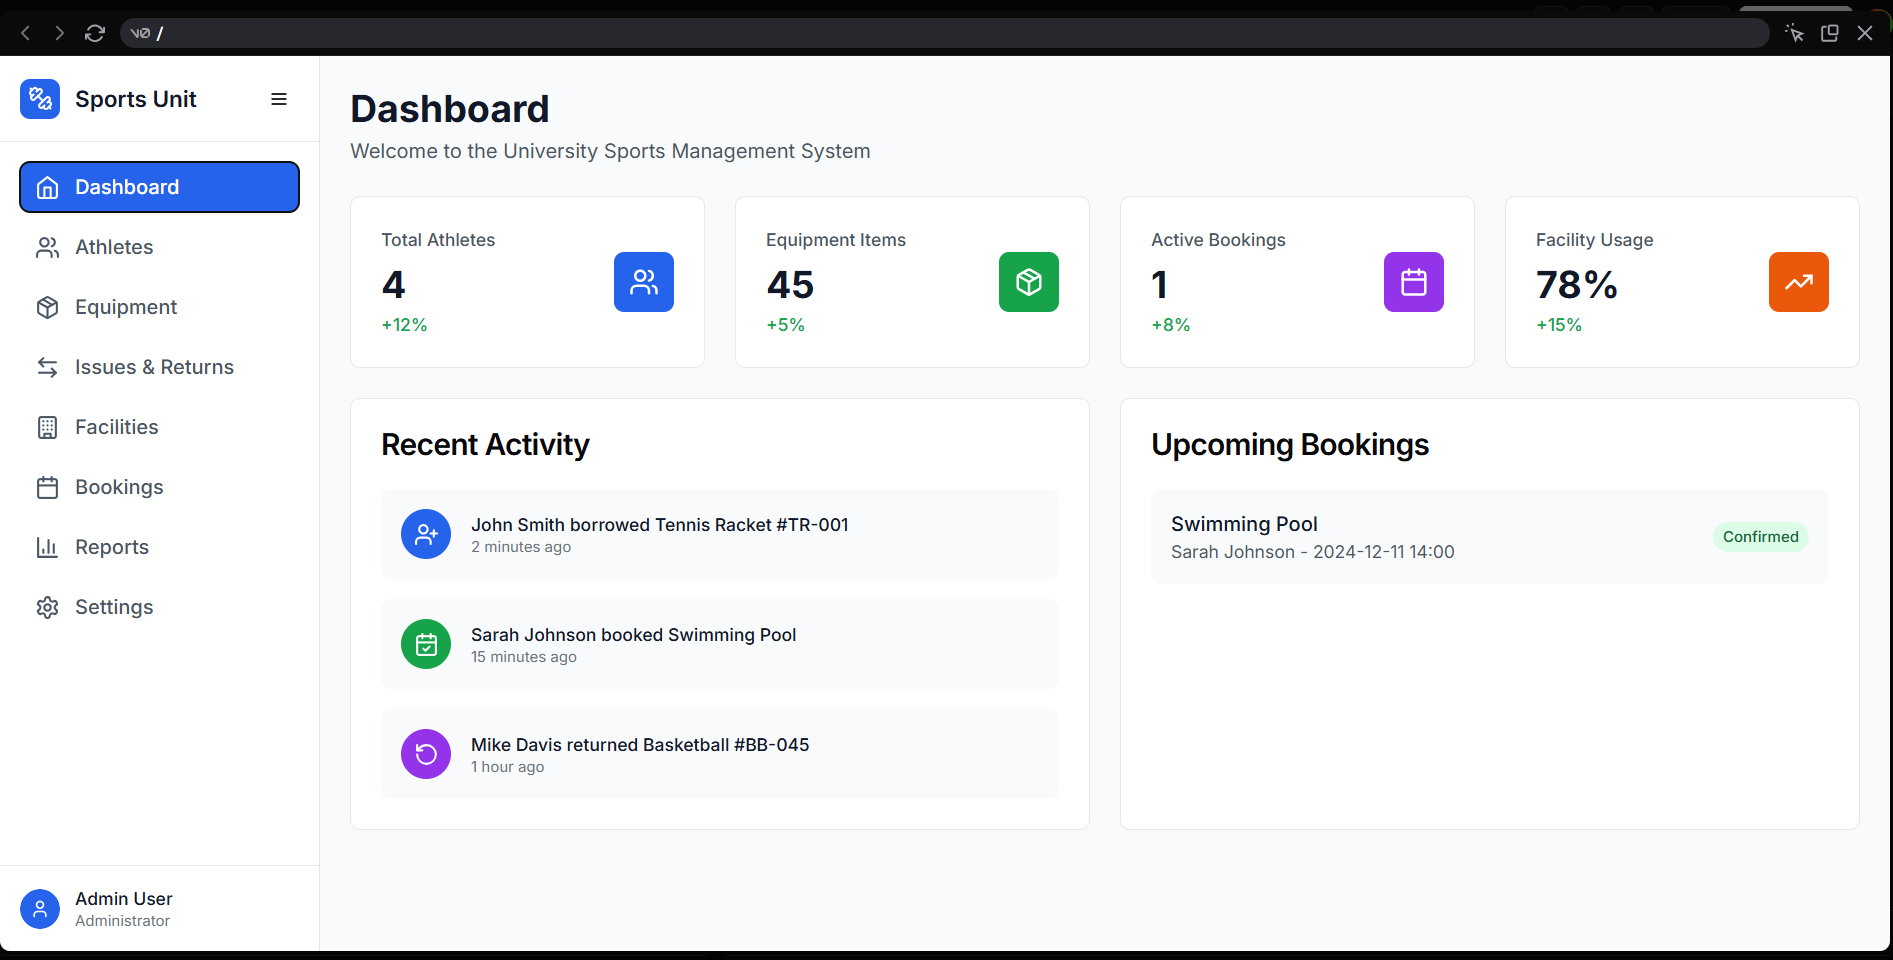 v0 /
Sports Unit
Dashboard
Athletes
Equipment
Issues & Returns
Facilities
Bookings
Reports
Settings
Admin User
Administrator
Dashboard
Welcome to the University Sports Management System
Total Athletes
4
+12%
Equipment Items
45
+5%
Active Bookings
1
+8%
Facility Usage
78%
+15%
Recent Activity
John Smith borrowed Tennis Racket #TR-001
2 minutes ago
Sarah Johnson booked Swimming Pool
15 minutes ago
Mike Davis returned Basketball #BB-045
1 hour ago
Upcoming Bookings
Swimming Pool
Sarah Johnson - 2024-12-11 14:00
Confirmed